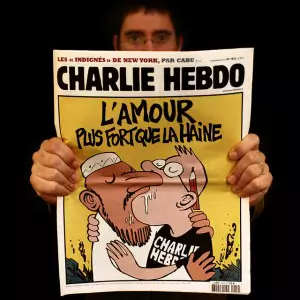 LES « INDIGNÉS » DE NEW YORK, PAR CABU
CHARLIE HEBDO
L'AMOUR
PLUS FORT QUE LA HAINE
CHARLIE
HEBDO